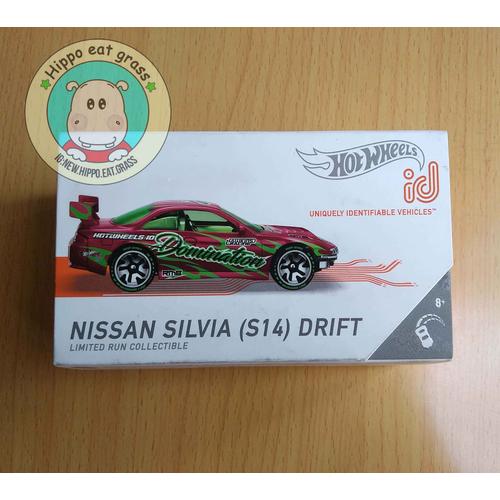 Hippo eat grass
IG:NEW.HIPPO.EAT.GRASS
Hot Wheels
id
UNIQUELY IDENTIFIABLE VEHICLES™
HOTWHEELS-ID
Domination
RMB
8+
NISSAN SILVIA (S14) DRIFT
LIMITED RUN COLLECTIBLE